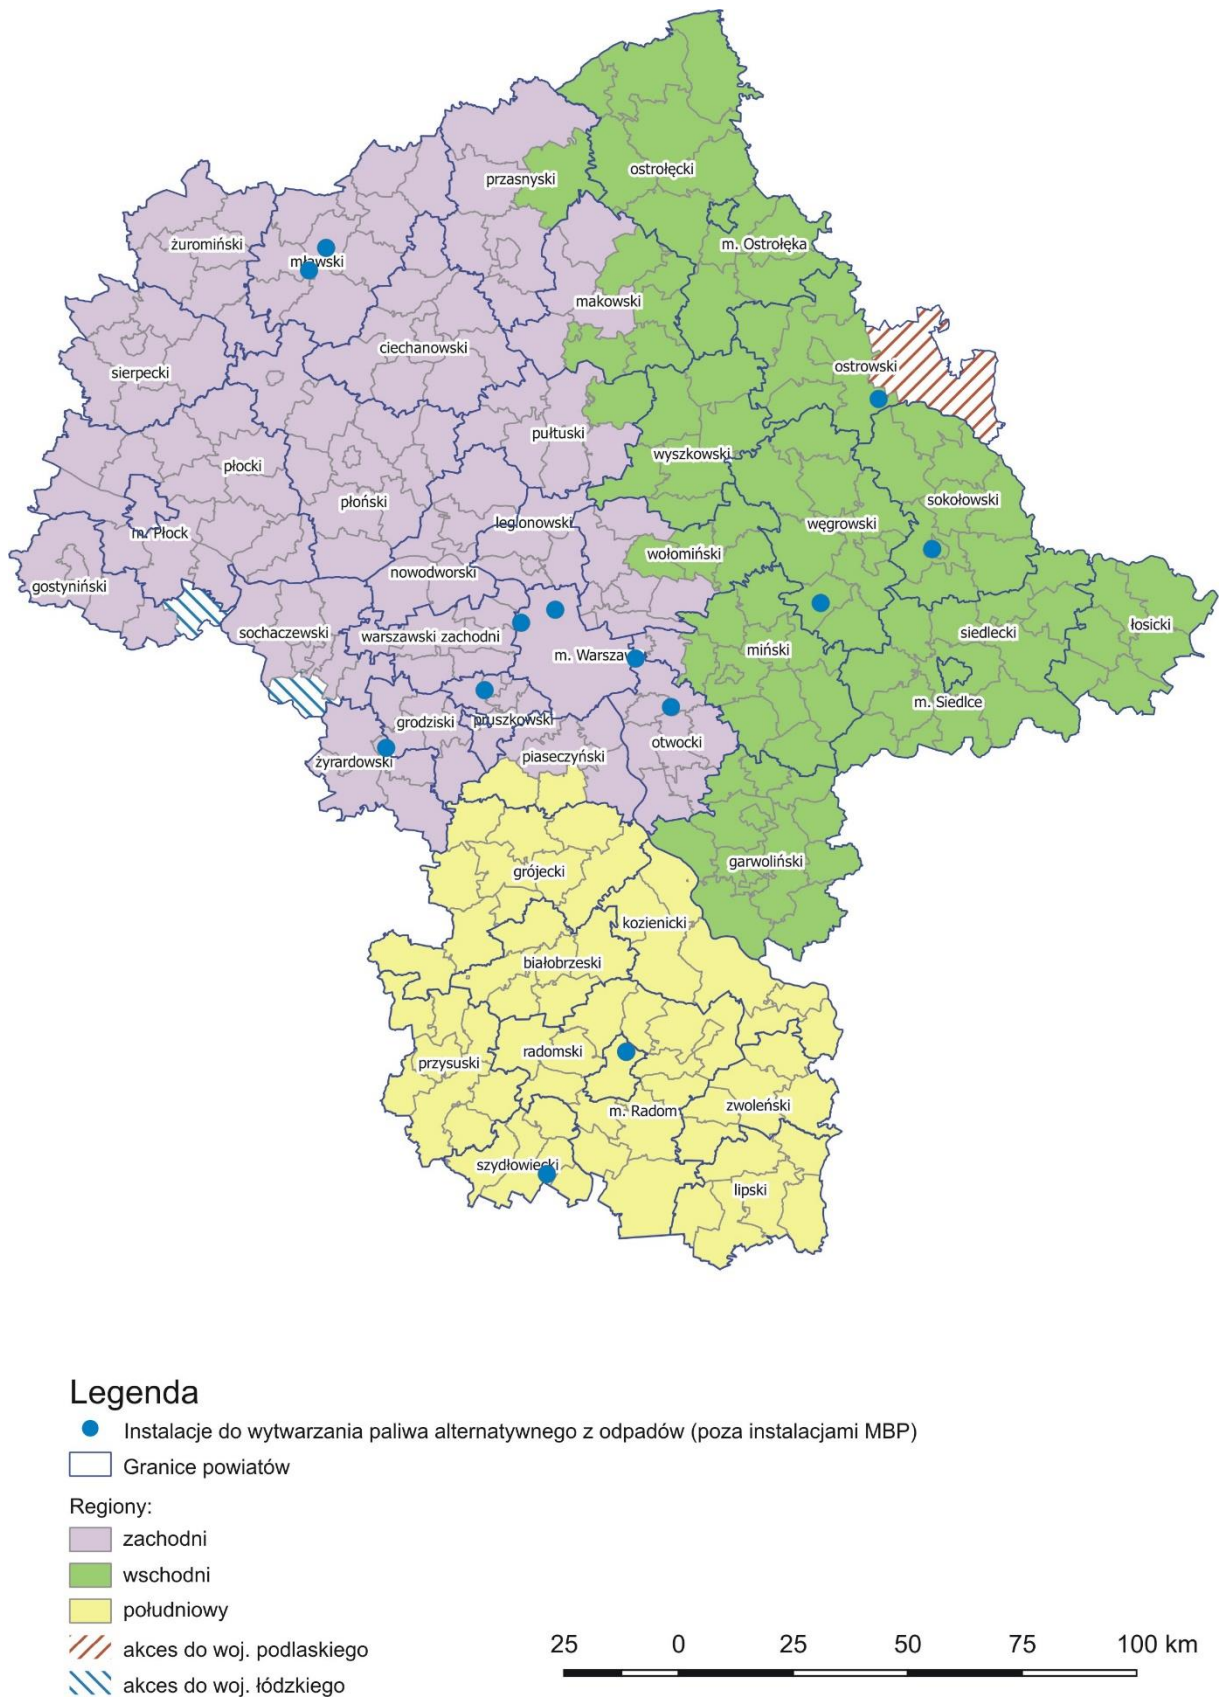 ostrołęcki
przasnyski
żuromiński
m. Ostrołęka
mławski
makowski
ciechanowski
ostrowski
sierpecki
pułtuski
wyszkowski
płocki
płoński
sokołowski
legionowski
węgrowski
m. Płock
wołomiński
nowodworski
gostyniński
łosicki
sochaczewski
warszawski zachodni
siedlecki
miński
m. Warszaw
m. Siedlce
grodziski
pruszkowski
otwocki
piaseczyński
żyrardowski
garwoliński
grójecki
kozienicki
białobrzeski
radomski
przysuski
zwoleński
m. Radom
szydłowiecki
lipski
Legenda
Instalacje do wytwarzania paliwa alternatywnego z odpadów (poza instalacjami MBP)
Granice powiatów
Regiony:
zachodni
wschodni
południowy
akces do woj. podlaskiego
akces do woj. łódzkiego
25 0 25 50 75 100 km